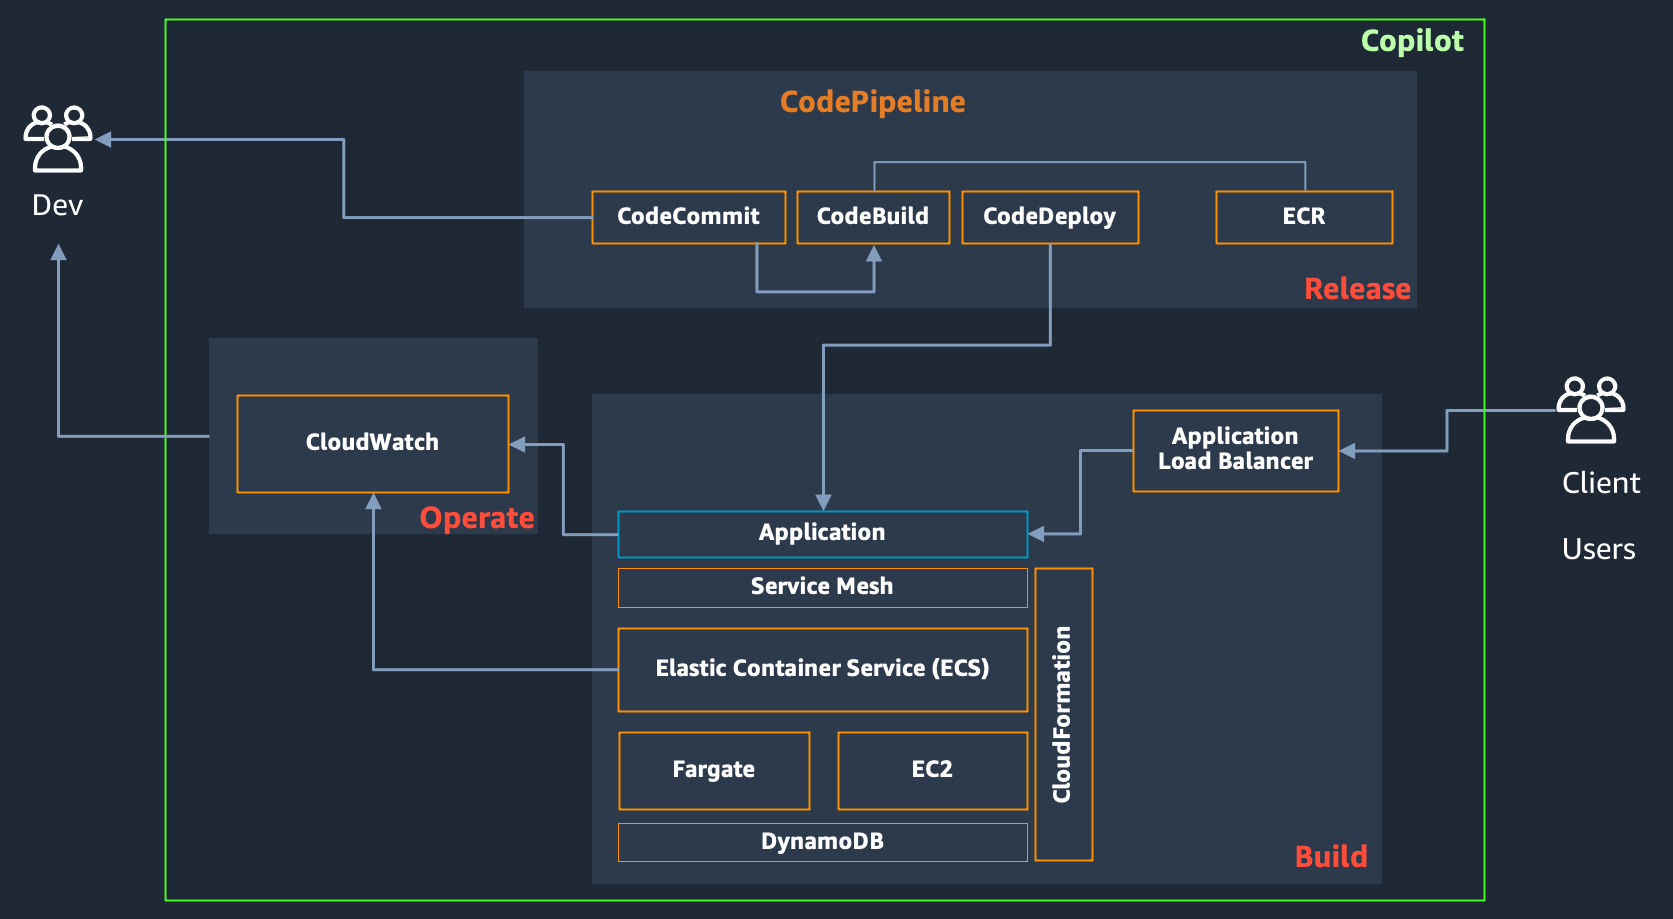 Copilot
CodePipeline
Dev
CodeCommit
CodeBuild
CodeDeploy
ECR
Release
CloudWatch
Operate
Application
Load Balancer
Client
Users
Application
Service Mesh
Elastic Container Service (ECS)
CloudFormation
Fargate
EC2
DynamoDB
Build